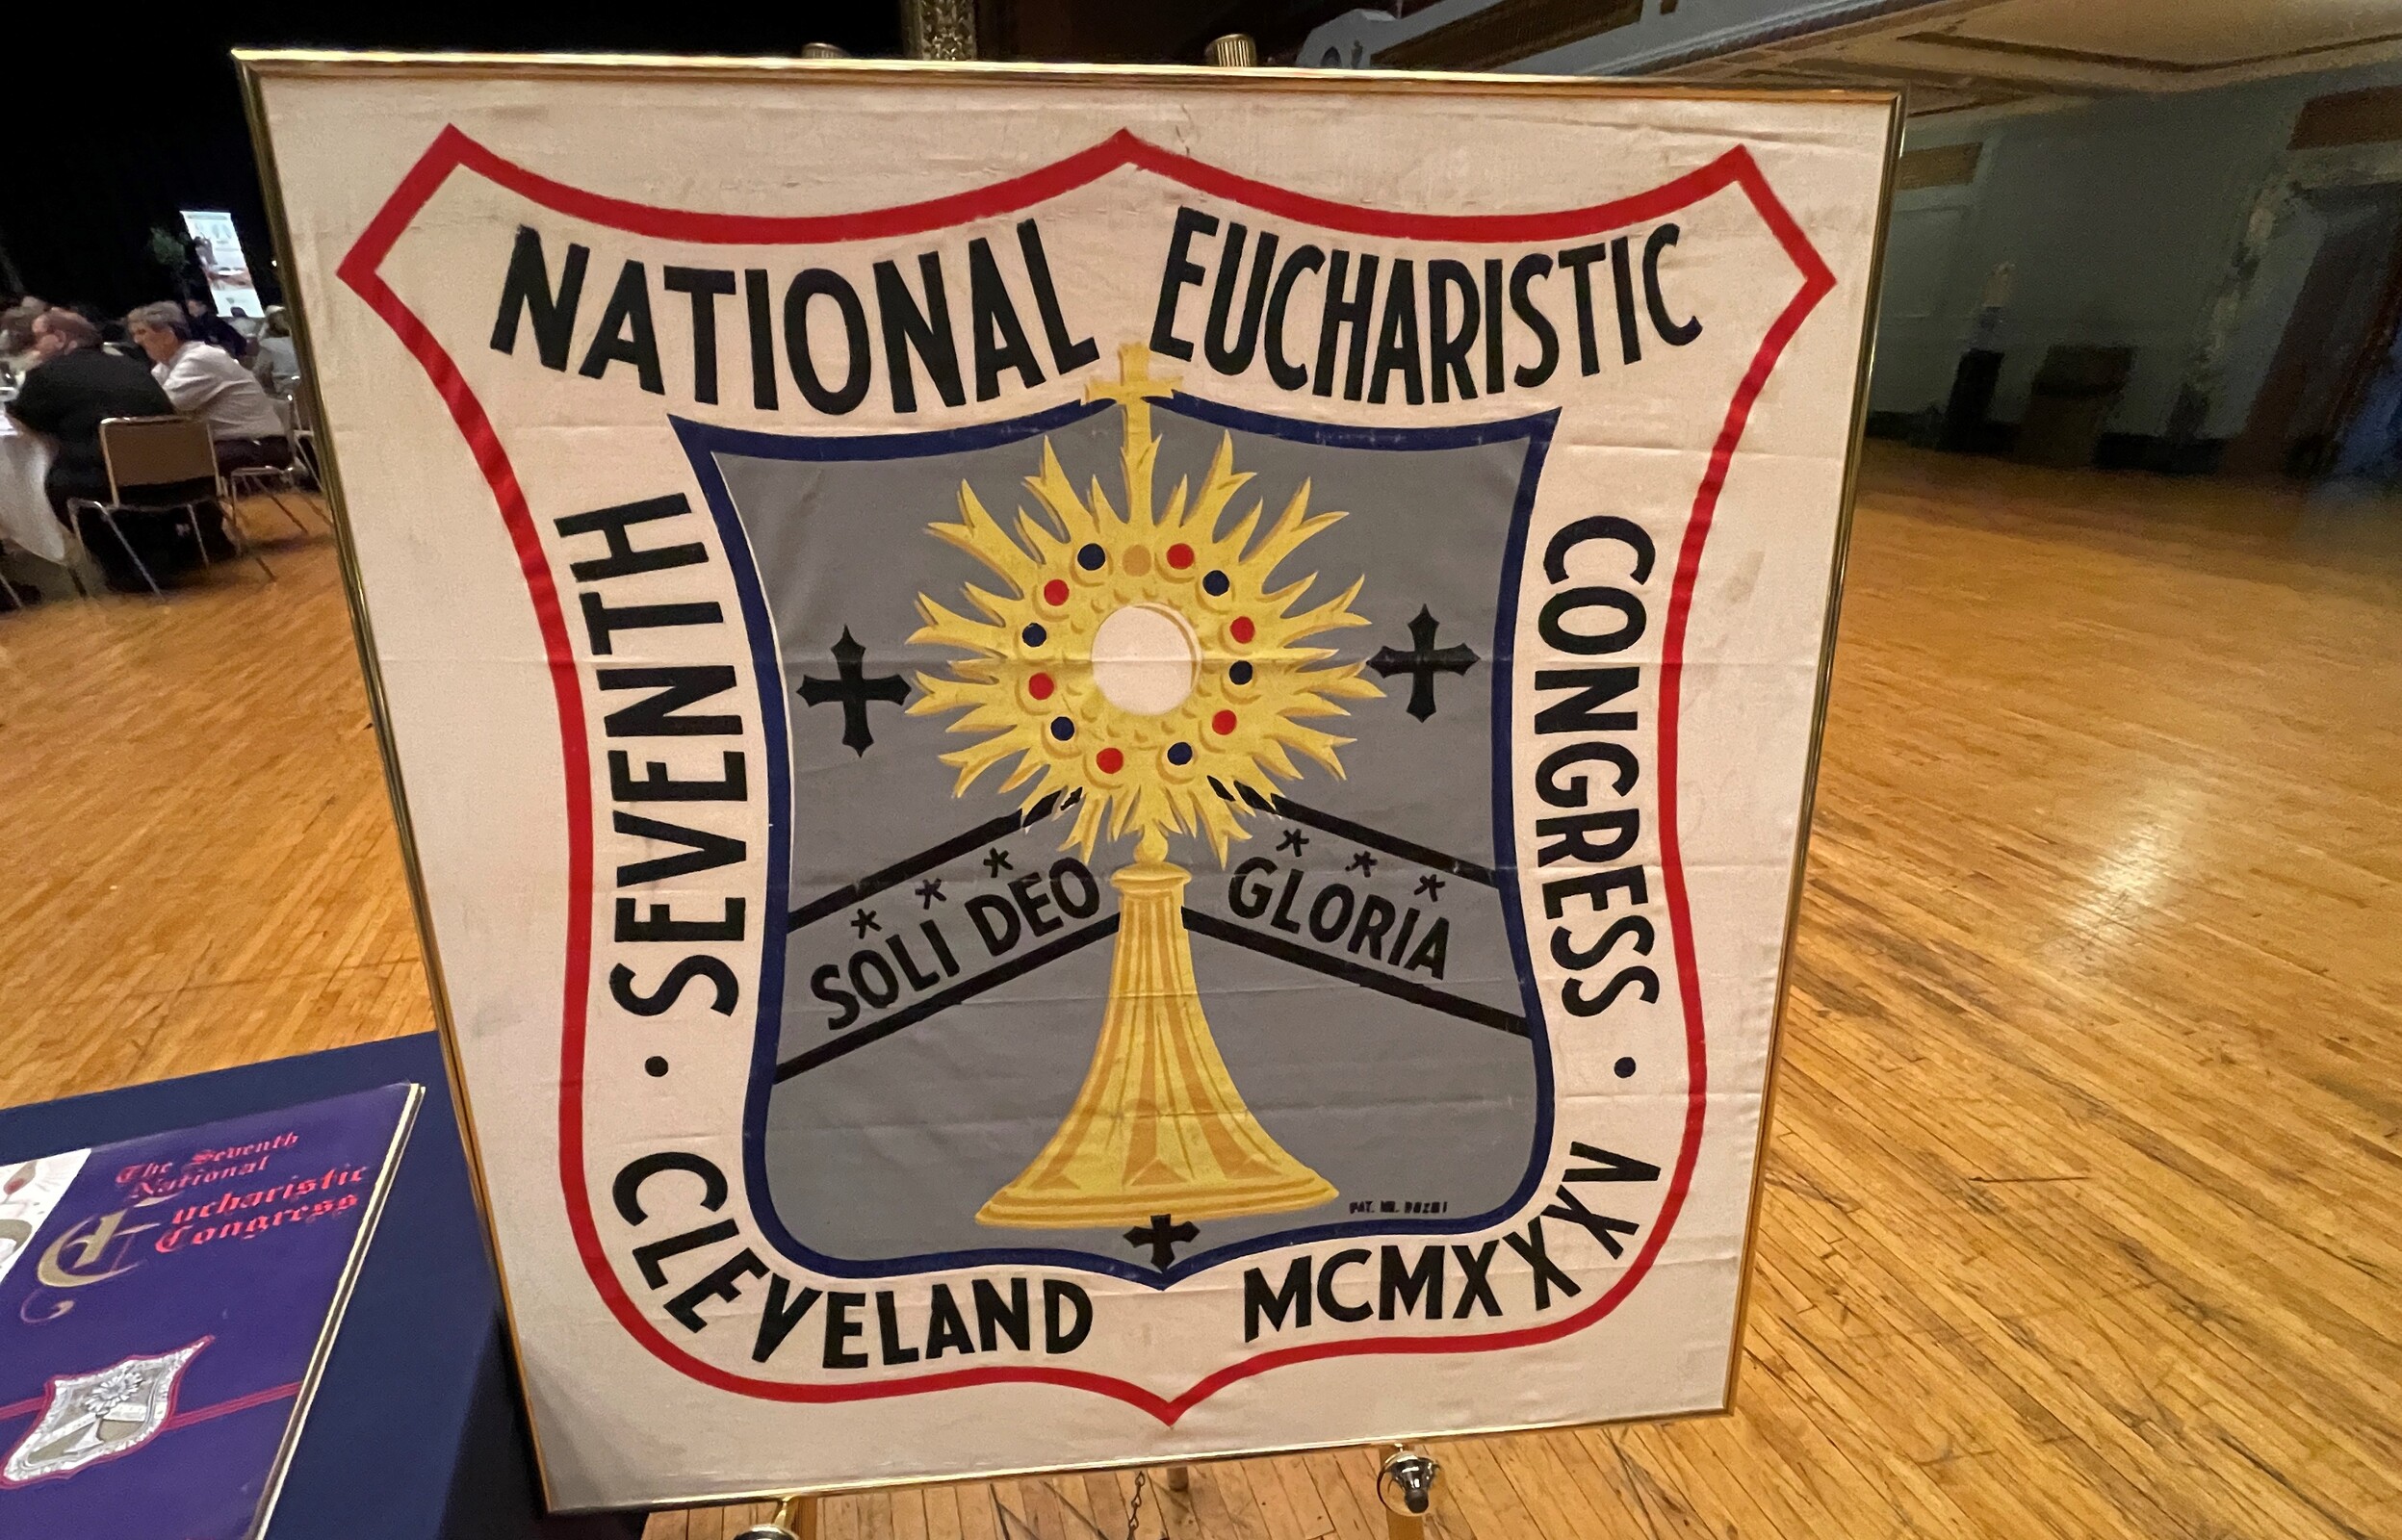 NATIONAL EUCHARISTIC
SEVENTH
CONGRESS
SOLI DEO GLORIA
CLEVELAND MCMXXXV
The Seventh
National
Eucharistic
Congress